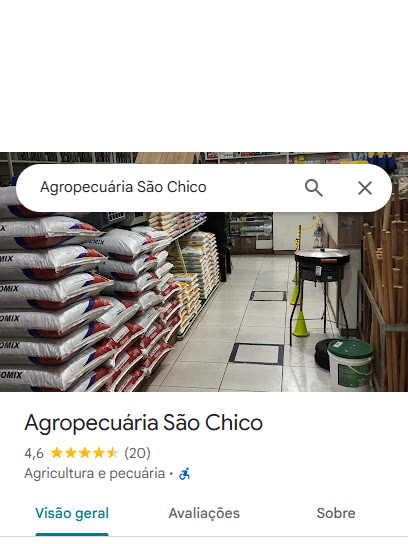 Agropecuária São Chico
OMIX
OMIX
OMIX
OMIX
Agropecuária São Chico
4,6 (20)
Agricultura e pecuária ·
Visão geral
Avaliações
Sobre